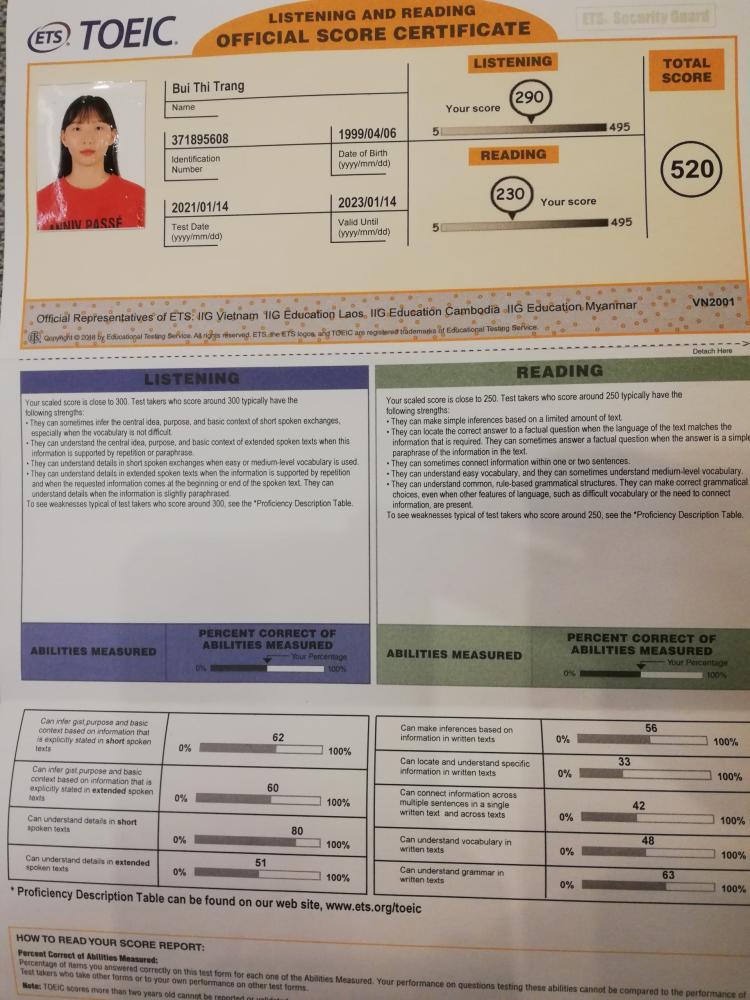 ETS TOEIC
LISTENING AND READING
OFFICIAL SCORE CERTIFICATE
ETS. Security Guard
Bui Thi Trang
Name
371895608
Identification
Number
1999/04/06
Date of Birth
(yyyy/mm/dd)
2021/01/14
Test Date
(yyyy/mm/dd)
2023/01/14
Valid Until
(yyyy/mm/dd)
ANNIV PASSÉ
LISTENING
Your score
290
5
495
READING
230
Your score
5
495
TOTAL
SCORE
520
Official Representatives of ETS: IIG Vietnam IIG Education Laos, IIG Education Cambodia IIG Education Myanmar
VN2001
Educational Testing Service. All rights reserved. ETS, the ETS logos, and TOEIC are registered trademarks of Educational Testing Service.
Detach Here
LISTENING
Your scaled score is close to 300. Test takers who score around 300 typically have the
following strengths:
• They can sometimes infer the central idea, purpose, and basic context of short spoken exchanges,
especially when the vocabulary is not difficult.
• They can understand the central idea, purpose, and basic context of extended spoken texts when this
information is supported by repetition or paraphrase.
• They can understand details in short spoken exchanges when easy or medium-level vocabulary is used.
• They can understand details in extended spoken texts when the information is supported by repetition
and when the requested information comes at the beginning or end of the spoken text. They can
understand details when the information is slightly paraphrased.
To see weaknesses typical of test takers who score around 300, see the *Proficiency Description Table.
ABILITIES MEASURED
PERCENT CORRECT OF
ABILITIES MEASURED
Your Percentage
0%
100%
READING
Your scaled score is close to 250. Test takers who score around 250 typically have the
following strengths:
• They can make simple inferences based on a limited amount of text.
• They can locate the correct answer to a factual question when the language of the text matches the
information that is required. They can sometimes answer a factual question when the answer is a simple
paraphrase of the information in the text.
• They can sometimes connect information within one or two sentences.
• They can understand easy vocabulary, and they can sometimes understand medium-level vocabulary.
• They can understand common, rule-based grammatical structures. They can make correct grammatical
choices, even when other features of language, such as difficult vocabulary or the need to connect
information, are present.
To see weaknesses typical of test takers who score around 250, see the *Proficiency Description Table.
ABILITIES MEASURED
PERCENT CORRECT OF
ABILITIES MEASURED
Your Percentage
0%
100%
Can infer gist,purpose and basic
context based on information that
is explicitly stated in short spoken
texts
62
0%
100%
Can infer gist,purpose and basic
context based on information that is
explicitly stated in extended spoken
texts
60
0%
100%
Can understand details in short
spoken texts
80
0%
100%
Can understand details in extended
spoken texts
51
0%
100%
Can make inferences based on
information in written texts
56
0%
100%
Can locate and understand specific
information in written texts
33
0%
100%
Can connect information across
multiple sentences in a single
written text and across texts
42
0%
100%
Can understand vocabulary in
written texts
48
0%
100%
Can understand grammar in
written texts
63
0%
100%
* Proficiency Description Table can be found on our web site, www.ets.org/toeic
HOW TO READ YOUR SCORE REPORT:
Percent Correct of Abilities Measured:
Percentage of items you answered correctly on this test form for each one of the Abilities Measured. Your performance on questions testing these abilities cannot be compared to the performance of
Test takers who take other forms or to your own performance on other test forms.
Note: TOEIC scores more than two years old cannot be reported or